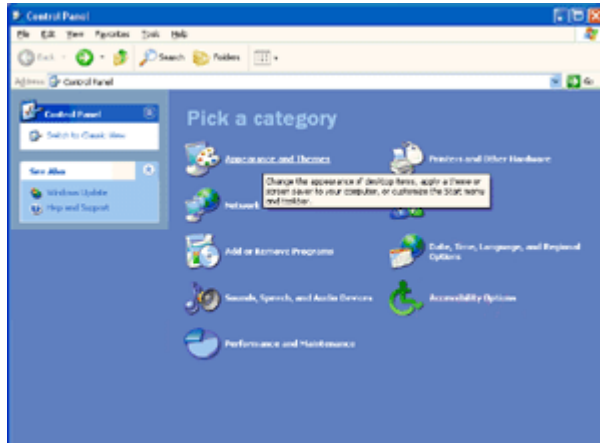 Control Panel
File Edit View Favorites Tools Help
Back Search Folders
Address Control Panel Go
Control Panel
Switch to Classic View
See Also
Windows Update
Help and Support
Pick a category
Appearance and Themes
Printers and Other Hardware
Change the appearance of desktop items, apply a theme or
screen saver to your computer, or customize the Start menu
and taskbar.
Network
Add or Remove Programs
Date, Time, Language, and Regional
Options
Sounds, Speech, and Audio Devices
Accessibility Options
Performance and Maintenance